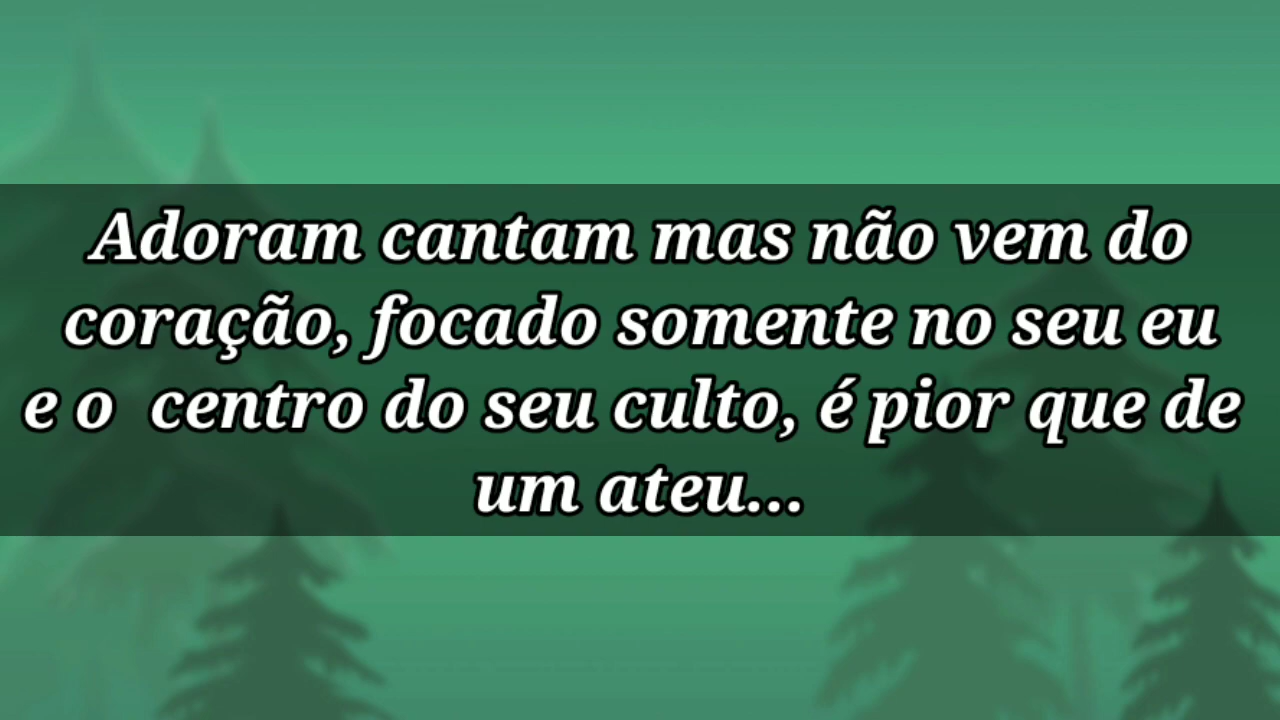 Adoram cantam mas não vem do
coração, focado somente no seu eu
e o  centro do seu culto, é pior que de
um ateu...